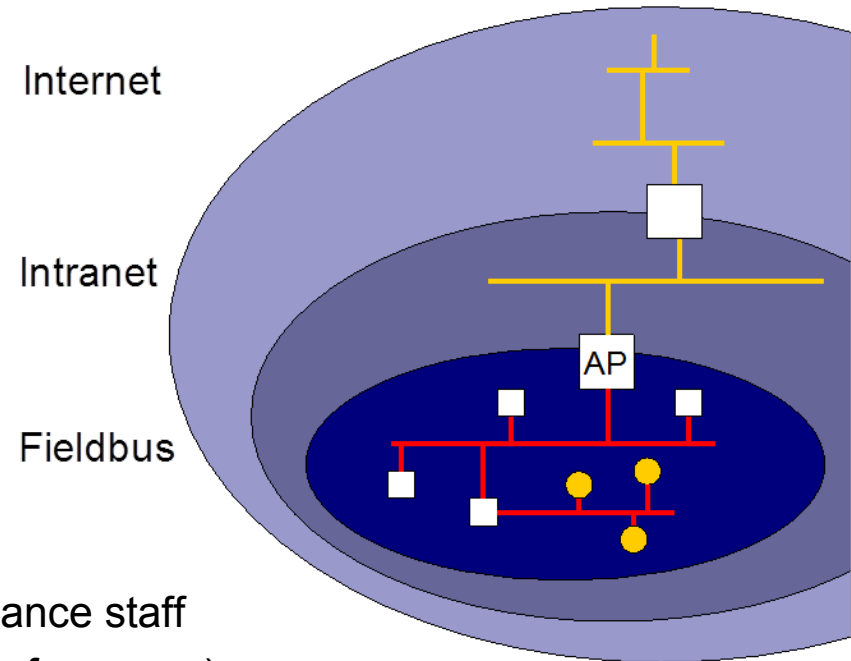 Internet
Intranet
AP
Fieldbus
ance staff